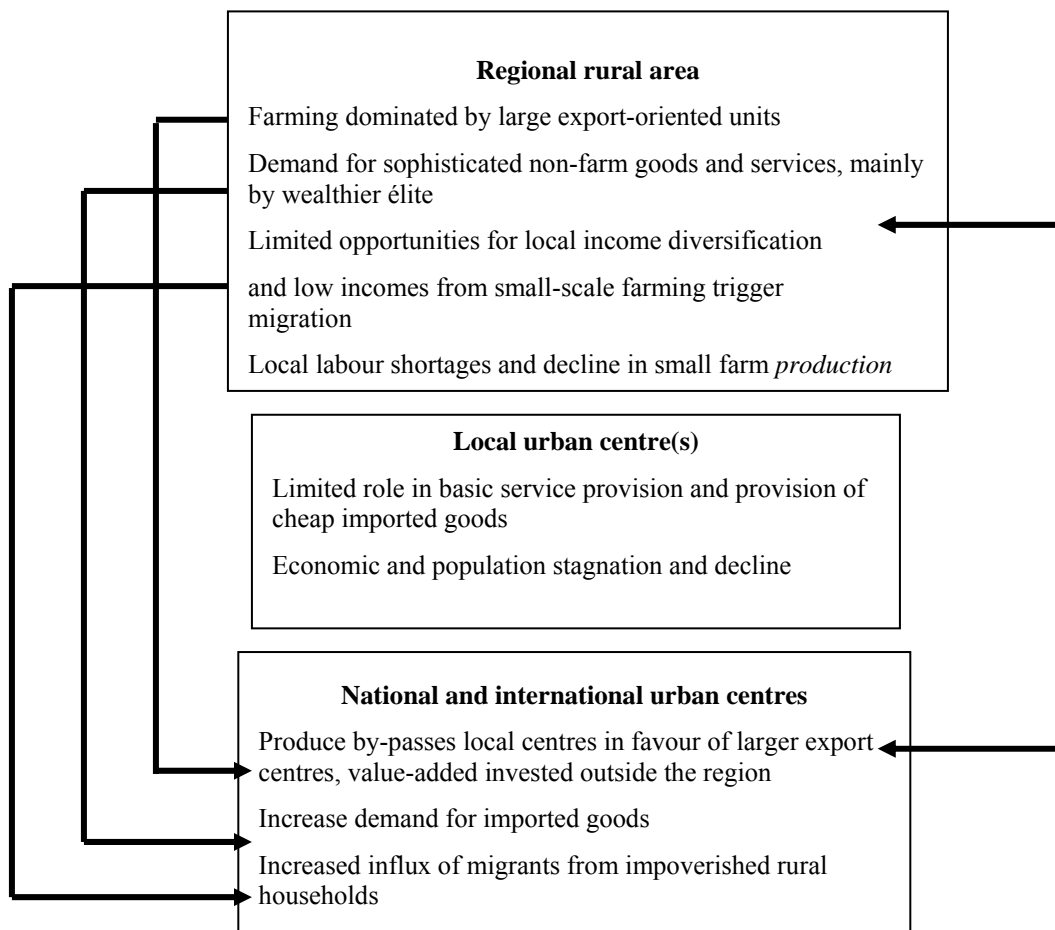 Regional rural area
Farming dominated by large export-oriented units
Demand for sophisticated non-farm goods and services, mainly
by wealthier élite
Limited opportunities for local income diversification
and low incomes from small-scale farming trigger
migration
Local labour shortages and decline in small farm production
Local urban centre(s)
Limited role in basic service provision and provision of
cheap imported goods
Economic and population stagnation and decline
National and international urban centres
Produce by-passes local centres in favour of larger export
centres, value-added invested outside the region
Increase demand for imported goods
Increased influx of migrants from impoverished rural
households